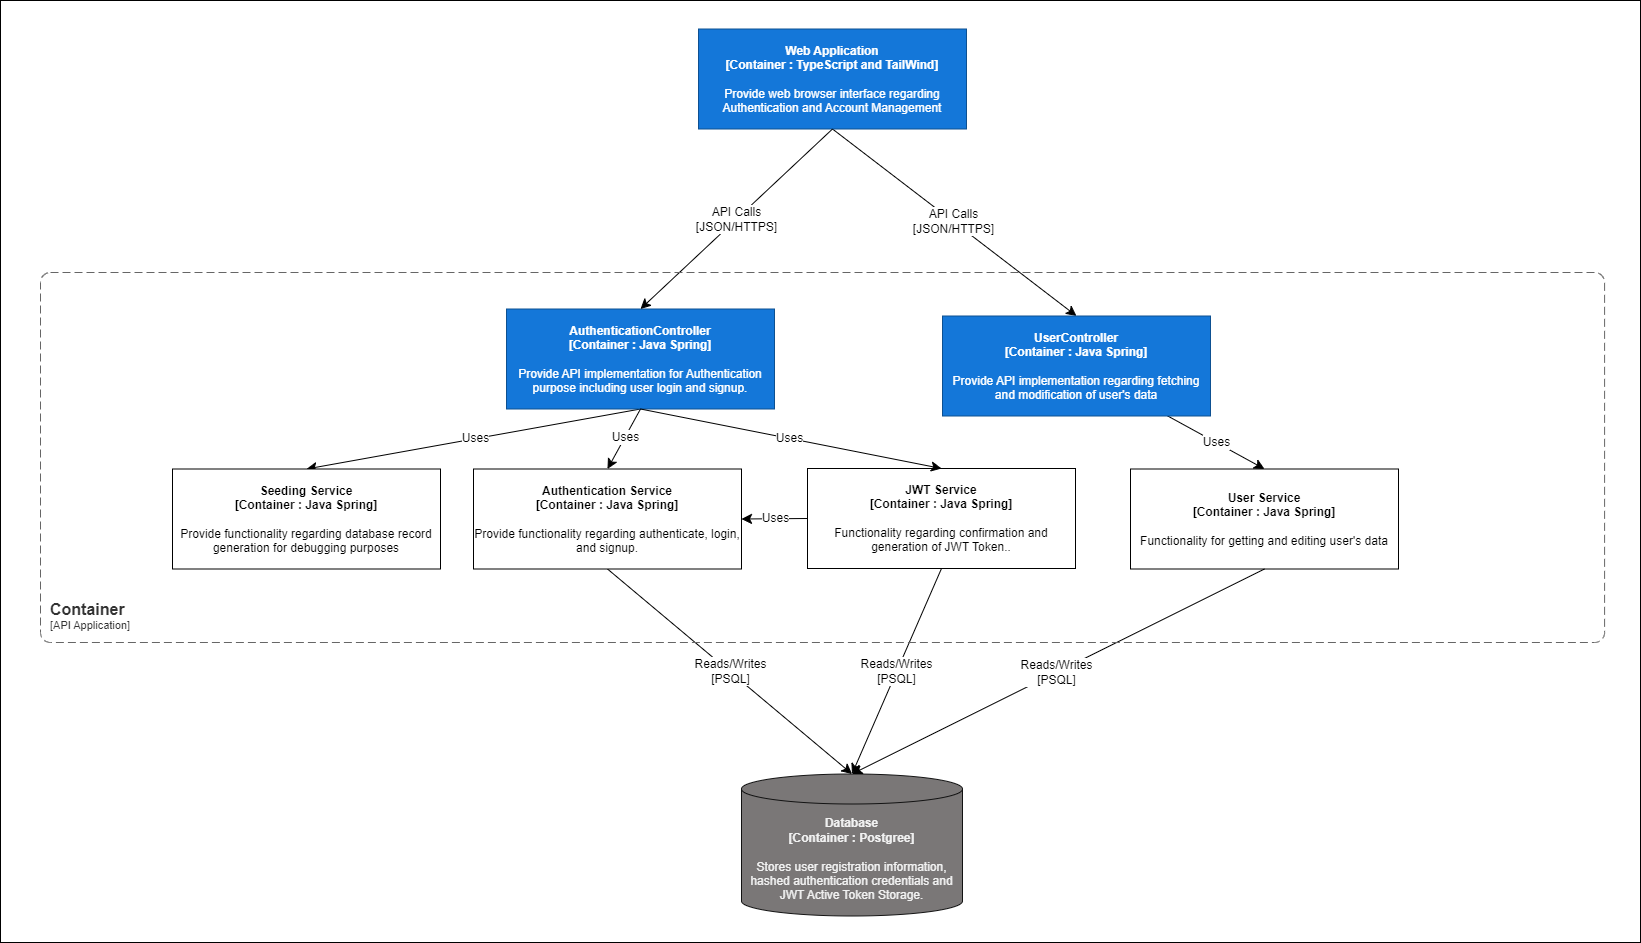 Web Application
[Container : TypeScript and TailWind]
Provide web browser interface regarding
Authentication and Account Management
API Calls
[JSON/HTTPS]
API Calls
[JSON/HTTPS]
AuthenticationController
[Container : Java Spring]
Provide API implementation for Authentication
purpose including user login and signup.
UserController
[Container : Java Spring]
Provide API implementation regarding fetching
and modification of user's data
Uses
Uses
Uses
Uses
Seeding Service
[Container : Java Spring]
Provide functionality regarding database record
generation for debugging purposes
Authentication Service
[Container : Java Spring]
Provide functionality regarding authenticate, login,
and signup.
Uses
JWT Service
[Container : Java Spring]
Functionality regarding confirmation and
generation of JWT Token..
User Service
[Container : Java Spring]
Functionality for getting and editing user's data
Container
[API Application]
Reads/Writes
[PSQL]
Reads/Writes
[PSQL]
Reads/Writes
[PSQL]
Database
[Container : Postgree]
Stores user registration information,
hashed authentication credentials and
JWT Active Token Storage.